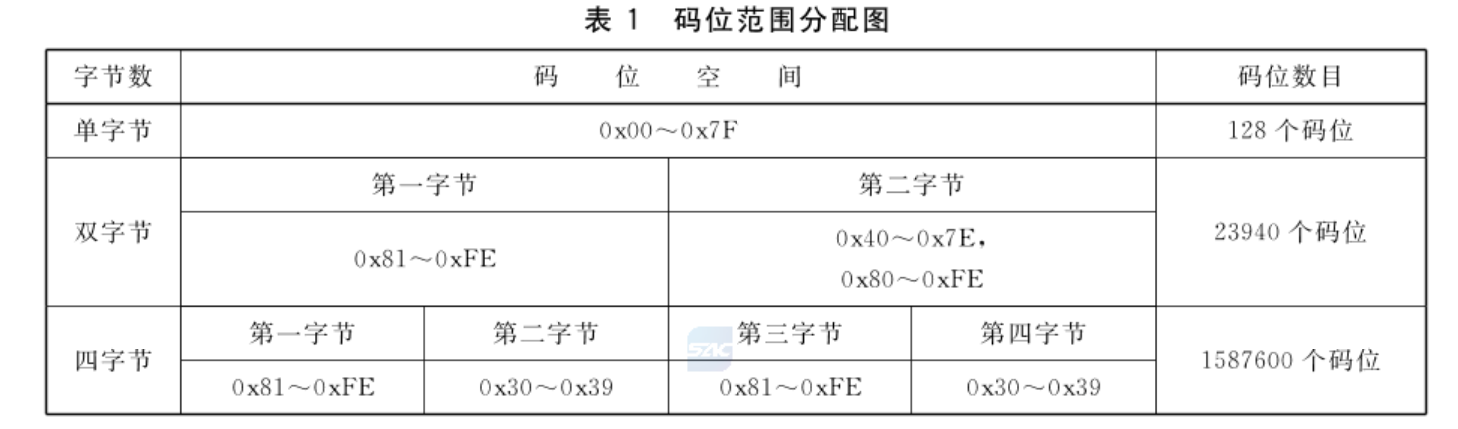 表 1 码位范围分配图
字节数 码 位 空 间 码位数目
单字节 0x00～0x7F 128 个码位
双字节 第一字节 第二字节 23940 个码位
0x81～0xFE 0x40～0x7E，
0x80～0xFE
四字节 第一字节 第二字节 第三字节 第四字节 1587600 个码位
0x81～0xFE 0x30～0x39 0x81～0xFE 0x30～0x39
SAC